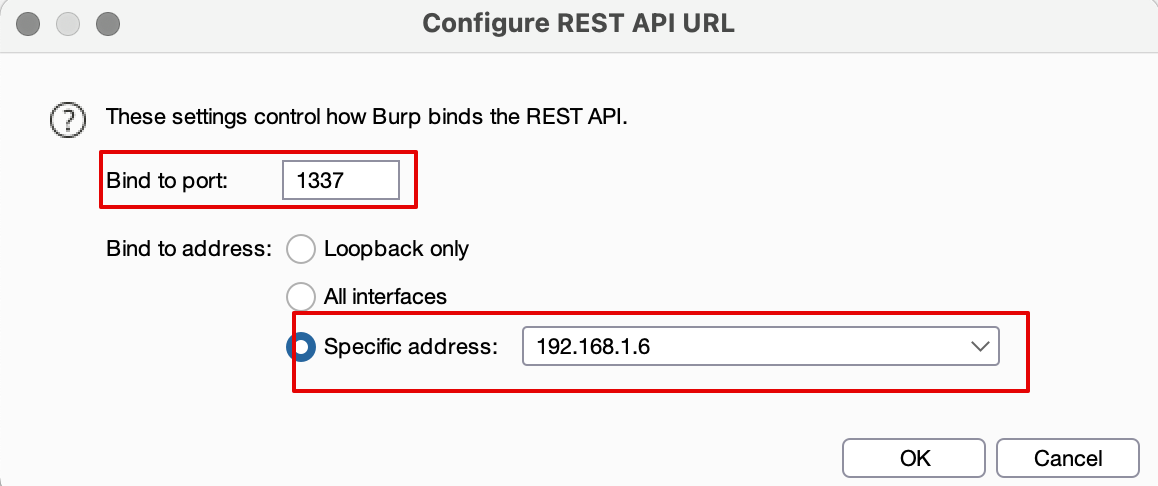 Configure REST API URL
? These settings control how Burp binds the REST API.
Bind to port: 1337
Bind to address: Loopback only
All interfaces
Specific address: 192.168.1.6
OK Cancel